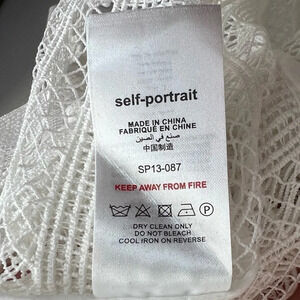 self-portrait
MADE IN CHINA
FABRIQUÉ EN CHINE
صنع في الصين
中国制造
SP13-087
KEEP AWAY FROM FIRE
P
DRY CLEAN ONLY
DO NOT BLEACH
COOL IRON ON REVERSE